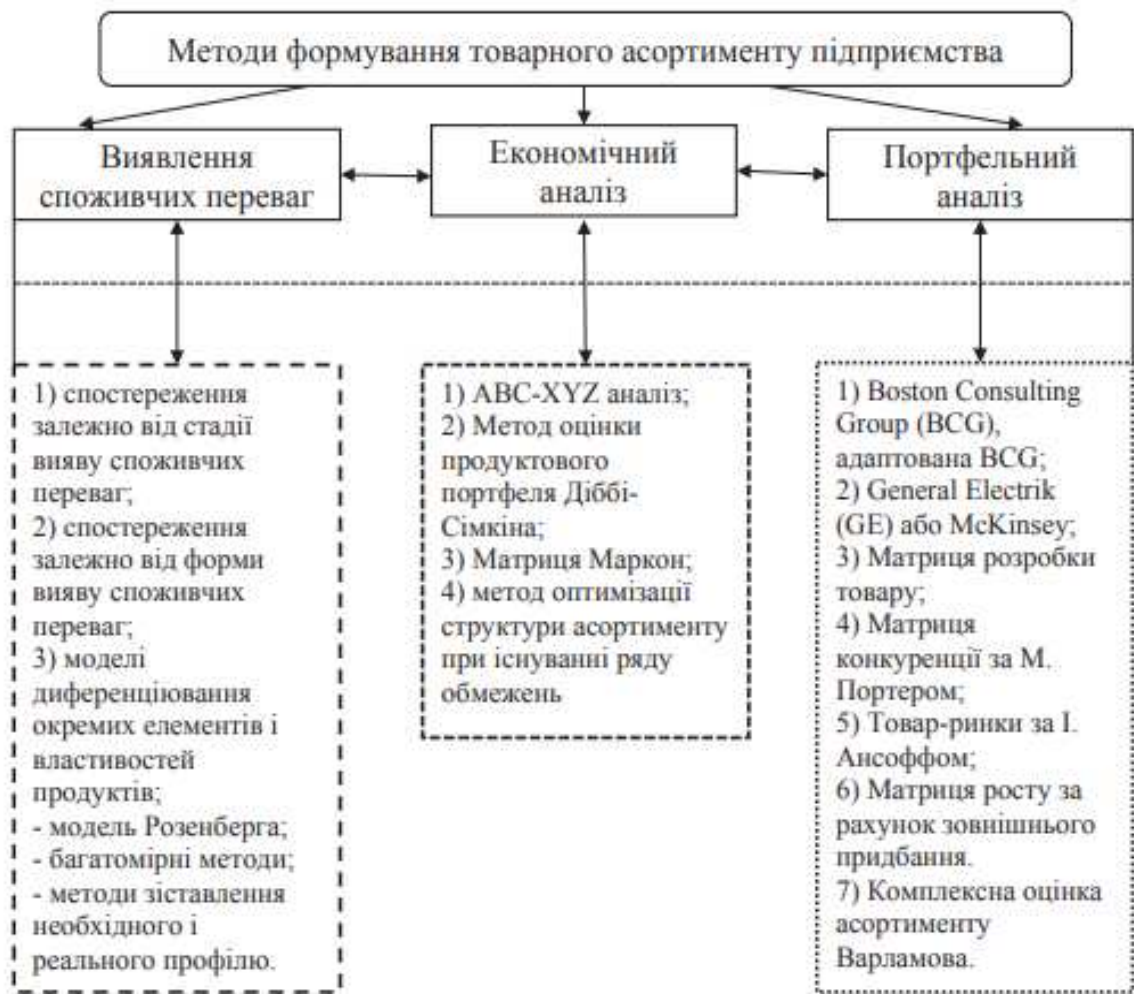 Методи формування товарного асортименту підприємства
Виявлення
споживчих переваг
Економічний
аналіз
Портфельний
аналіз
1) спостереження
залежно від стадії
вияву споживчих
переваг;
2) спостереження
залежно від форми
вияву споживчих
переваг;
3) моделі
диференціювання
окремих елементів і
властивостей
продуктів;
- модель Розенберга;
- багатомірні методи;
- методи зіставлення
необхідного і
реального профілю.
1) ABC-XYZ аналіз;
2) Метод оцінки
продуктового
портфеля Діббі-
Сімкіна;
3) Матриця Маркон;
4) метод оптимізації
структури асортименту
при існуванні ряду
обмежень
1) Boston Consulting
Group (BCG),
адаптована BCG;
2) General Electrik
(GE) або McKinsey;
3) Матриця розробки
товару;
4) Матриця
конкуренції за М.
Портером;
5) Товар-ринки за І.
Ансоффом;
6) Матриця росту за
рахунок зовнішнього
придбання.
7) Комплексна оцінка
асортименту
Варламова.